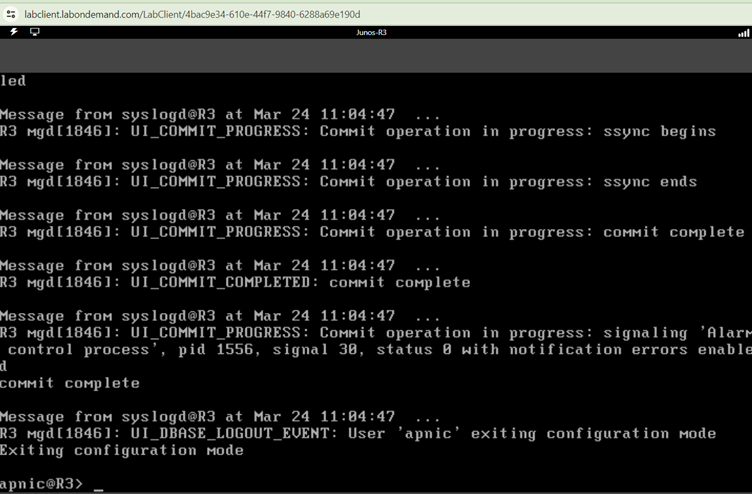 labclient.labondemand.com/LabClient/4bac9e34-610e-44f7-9840-6288a69e190d
Junos-R3
led
Message from syslogd@R3 at Mar 24 11:04:47  ...
R3 mgd[1846]: UI_COMMIT_PROGRESS: Commit operation in progress: ssync begins
Message from syslogd@R3 at Mar 24 11:04:47  ...
R3 mgd[1846]: UI_COMMIT_PROGRESS: Commit operation in progress: ssync ends
Message from syslogd@R3 at Mar 24 11:04:47  ...
R3 mgd[1846]: UI_COMMIT_PROGRESS: Commit operation in progress: commit complete
Message from syslogd@R3 at Mar 24 11:04:47  ...
R3 mgd[1846]: UI_COMMIT_COMPLETED: commit complete
Message from syslogd@R3 at Mar 24 11:04:47  ...
R3 mgd[1846]: UI_COMMIT_PROGRESS: Commit operation in progress: signaling 'Alarm
 control process', pid 1556, signal 30, status 0 with notification errors enable
d
commit complete
Message from syslogd@R3 at Mar 24 11:04:47  ...
R3 mgd[1846]: UI_DBASE_LOGOUT_EVENT: User 'apnic' exiting configuration mode
Exiting configuration mode
apnic@R3> _